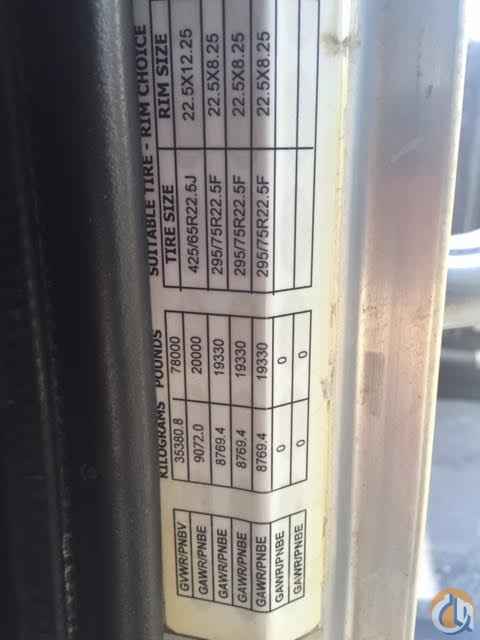 SUITABLE TIRE - RIM CHOICE
KILOGRAMS POUNDS TIRE SIZE RIM SIZE
GVWR/PNBV 35380.8 78000
GAWR/PNBE 9072.0 20000 425/65R22.5J 22.5X12.25
GAWR/PNBE 8769.4 19330 295/75R22.5F 22.5X8.25
GAWR/PNBE 8769.4 19330 295/75R22.5F 22.5X8.25
GAWR/PNBE 8769.4 19330 295/75R22.5F 22.5X8.25
GAWR/PNBE 0 0
GAWR/PNBE 0 0